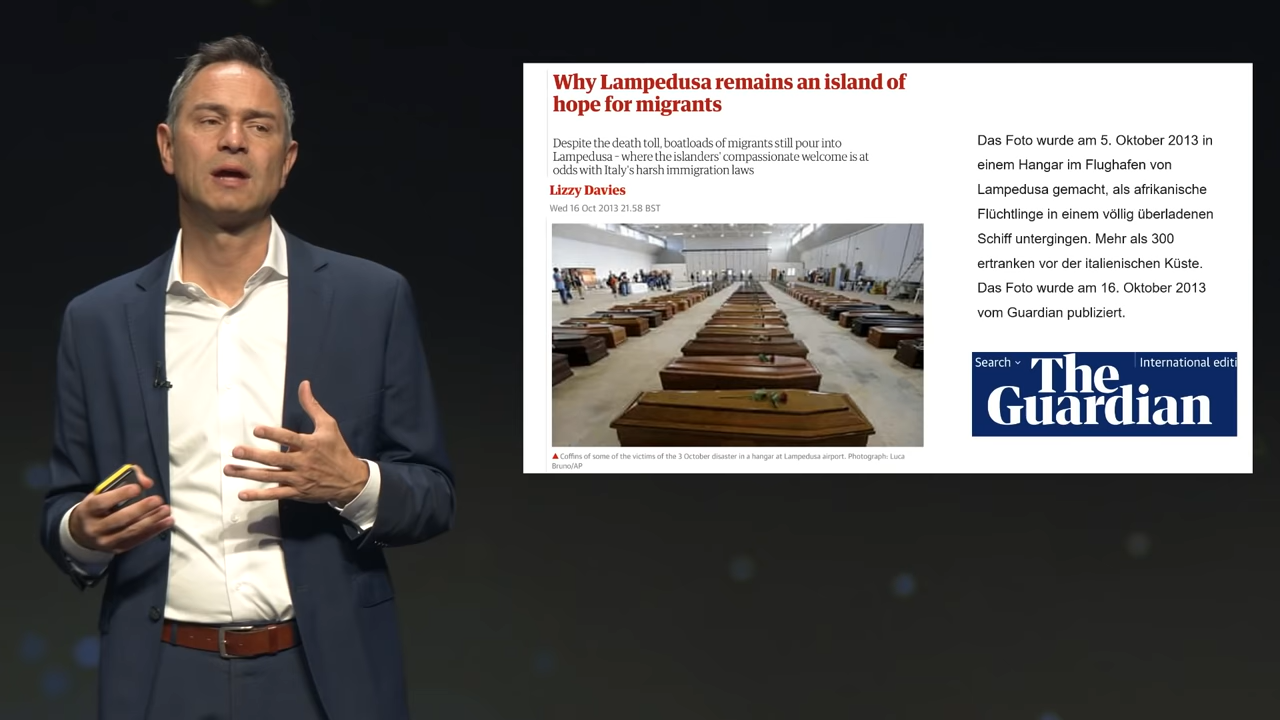 Why Lampedusa remains an island of
hope for migrants
Despite the death toll, boatloads of migrants still pour into
Lampedusa – where the islanders' compassionate welcome is at
odds with Italy's harsh immigration laws
Lizzy Davies
Wed 16 Oct 2013 21.58 BST
Coffins of some of the victims of the 3 October disaster in a hangar at Lampedusa airport. Photograph: Luca
Bruno/AP
Das Foto wurde am 5. Oktober 2013 in
einem Hangar im Flughafen von
Lampedusa gemacht, als afrikanische
Flüchtlinge in einem völlig überladenen
Schiff untergingen. Mehr als 300
ertranken vor der italienischen Küste.
Das Foto wurde am 16. Oktober 2013
vom Guardian publiziert.
Search
International editi
The
Guardian